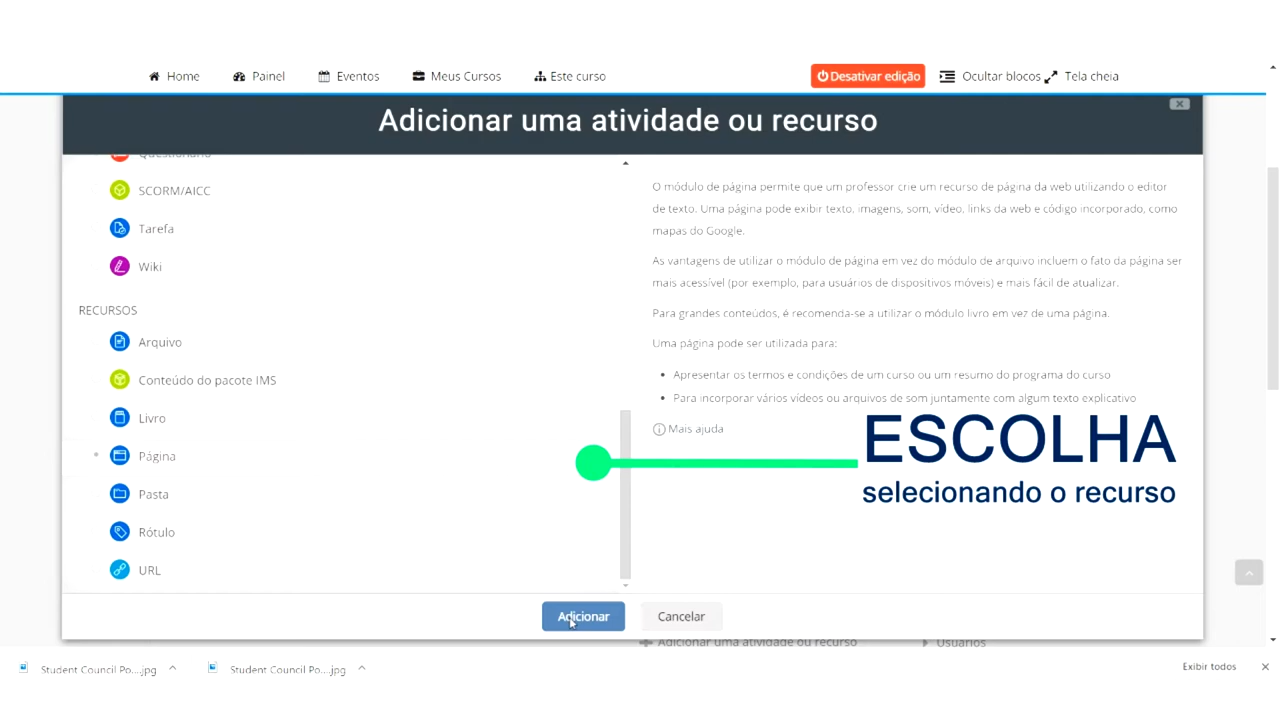 Home Painel Eventos Meus Cursos Este curso Desativar edição Ocultar blocos Tela cheia
Adicionar uma atividade ou recurso
Questionário
SCORM/AICC
Tarefa
Wiki
RECURSOS
Arquivo
Conteúdo do pacote IMS
Livro
Página
Pasta
Rótulo
URL
O módulo de página permite que um professor crie um recurso de página da web utilizando o editor
de texto. Uma página pode exibir texto, imagens, som, vídeo, links da web e código incorporado, como
mapas do Google.
As vantagens de utilizar o módulo de página em vez do módulo de arquivo incluem o fato da página ser
mais acessível (por exemplo, para usuários de dispositivos móveis) e mais fácil de atualizar.
Para grandes conteúdos, é recomenda-se a utilizar o módulo livro em vez de uma página.
Uma página pode ser utilizada para:
Apresentar os termos e condições de um curso ou um resumo do programa do curso
Para incorporar vários vídeos ou arquivos de som juntamente com algum texto explicativo
Mais ajuda
ESCOLHA
selecionando o recurso
Adicionar Cancelar
Adicionar uma atividade ou recurso Usuários
Student Council Po....jpg Student Council Po....jpg Exibir todos